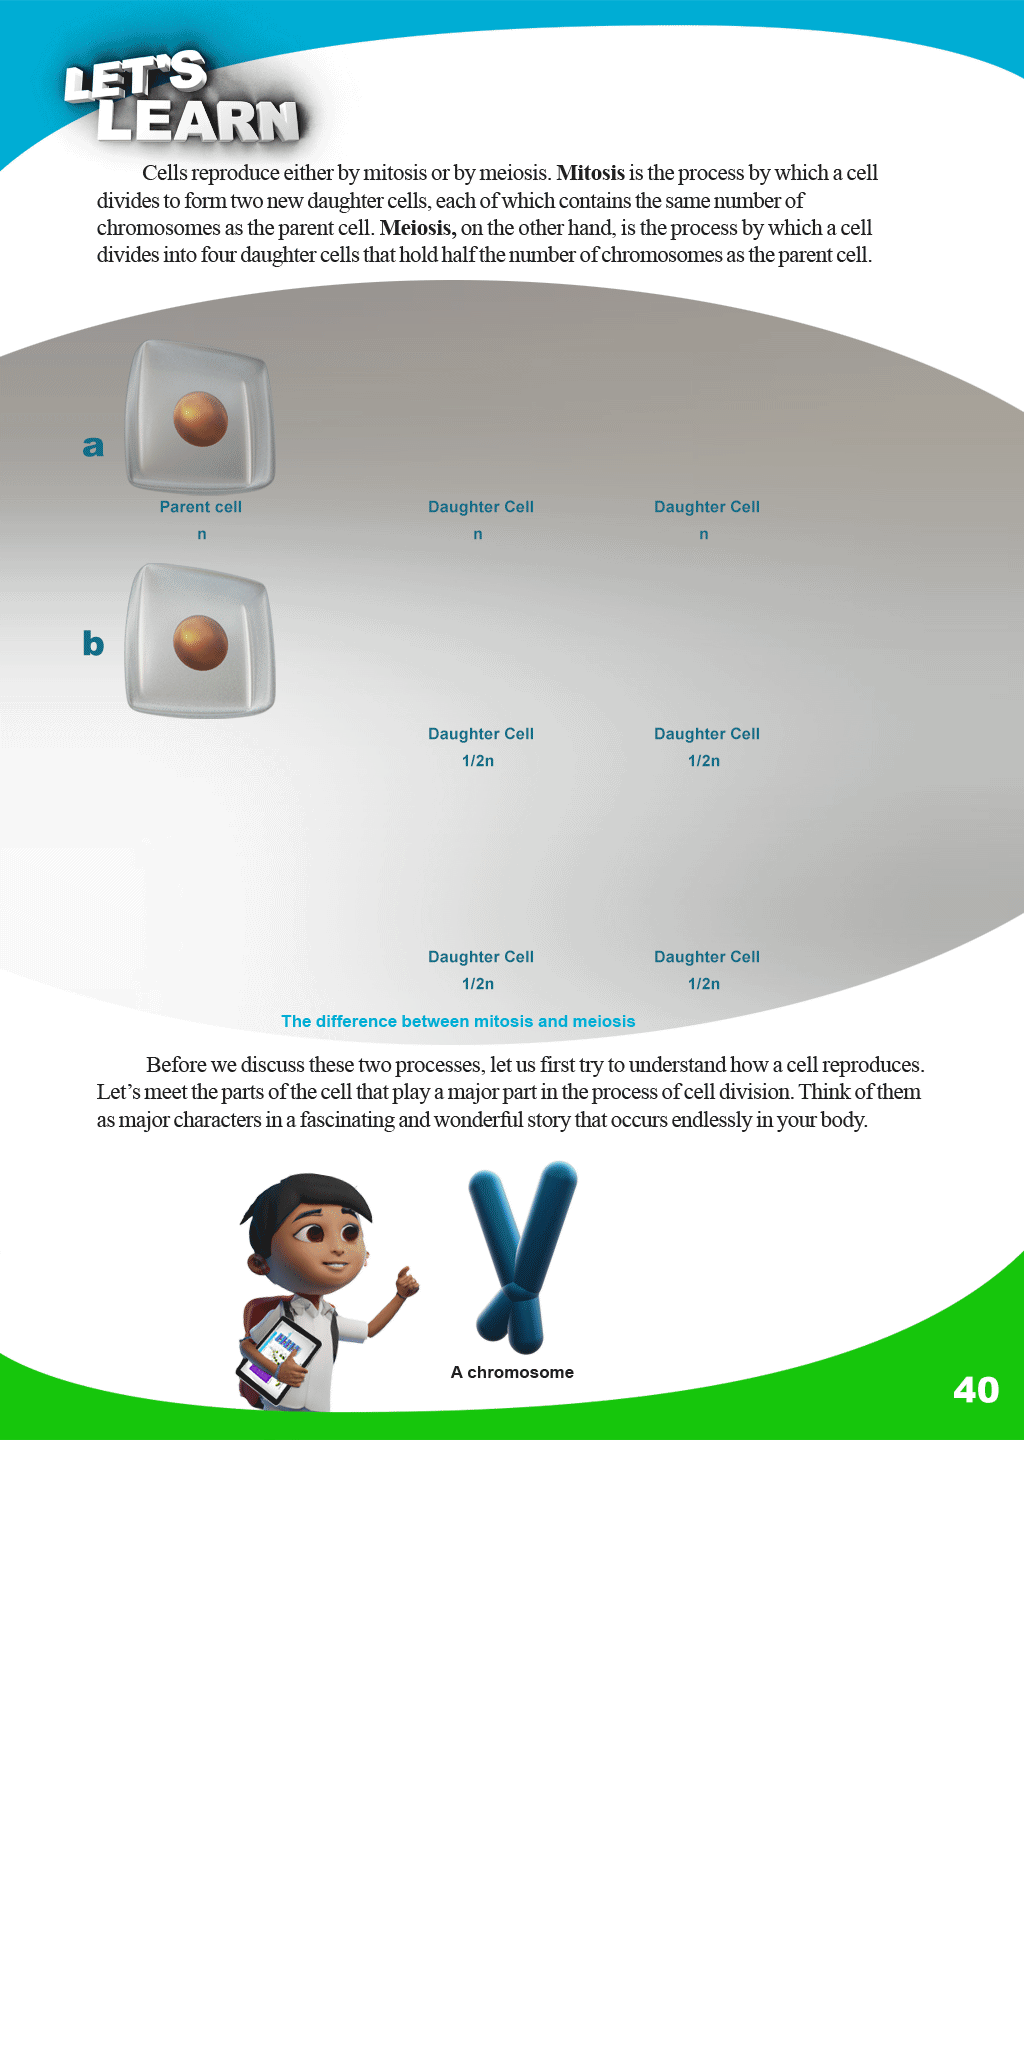 LET'S
LEARN
Cells reproduce either by mitosis or by meiosis. Mitosis is the process by which a cell
divides to form two new daughter cells, each of which contains the same number of
chromosomes as the parent cell. Meiosis, on the other hand, is the process by which a cell
divides into four daughter cells that hold half the number of chromosomes as the parent cell.
a
Parent cell
n
Daughter Cell
n
Daughter Cell
n
b
Daughter Cell
1/2n
Daughter Cell
1/2n
Daughter Cell
1/2n
Daughter Cell
1/2n
The difference between mitosis and meiosis
Before we discuss these two processes, let us first try to understand how a cell reproduces.
Let’s meet the parts of the cell that play a major part in the process of cell division. Think of them
as major characters in a fascinating and wonderful story that occurs endlessly in your body.
A chromosome
40